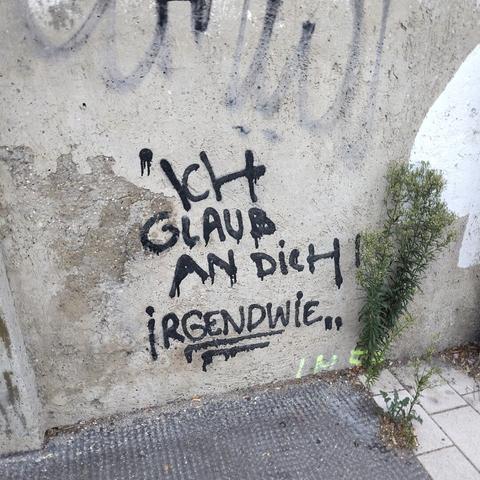 "ICH
GLAUB
AN DICH!
IRGENDWIE..